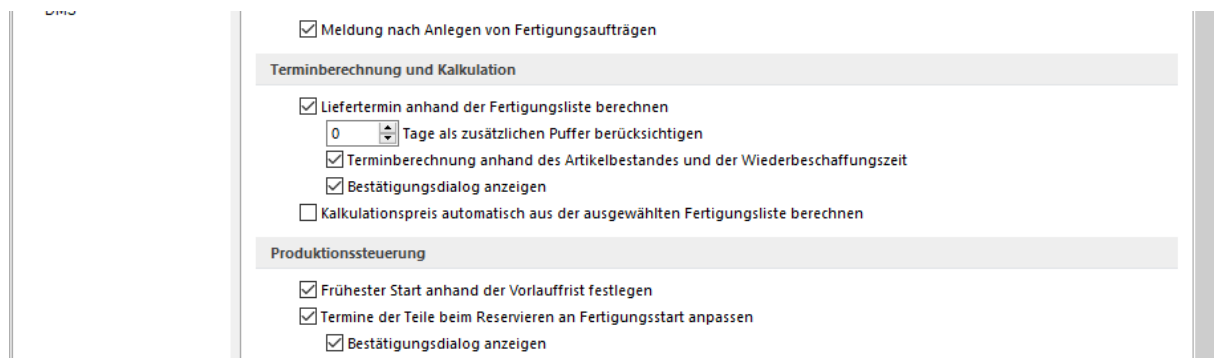 DMS
Meldung nach Anlegen von Fertigungsaufträgen
Terminberechnung und Kalkulation
Liefertermin anhand der Fertigungsliste berechnen
0 Tage als zusätzlichen Puffer berücksichtigen
Terminberechnung anhand des Artikelbestandes und der Wiederbeschaffungszeit
Bestätigungsdialog anzeigen
Kalkulationspreis automatisch aus der ausgewählten Fertigungsliste berechnen
Produktionssteuerung
Frühester Start anhand der Vorlauffrist festlegen
Termine der Teile beim Reservieren an Fertigungsstart anpassen
Bestätigungsdialog anzeigen